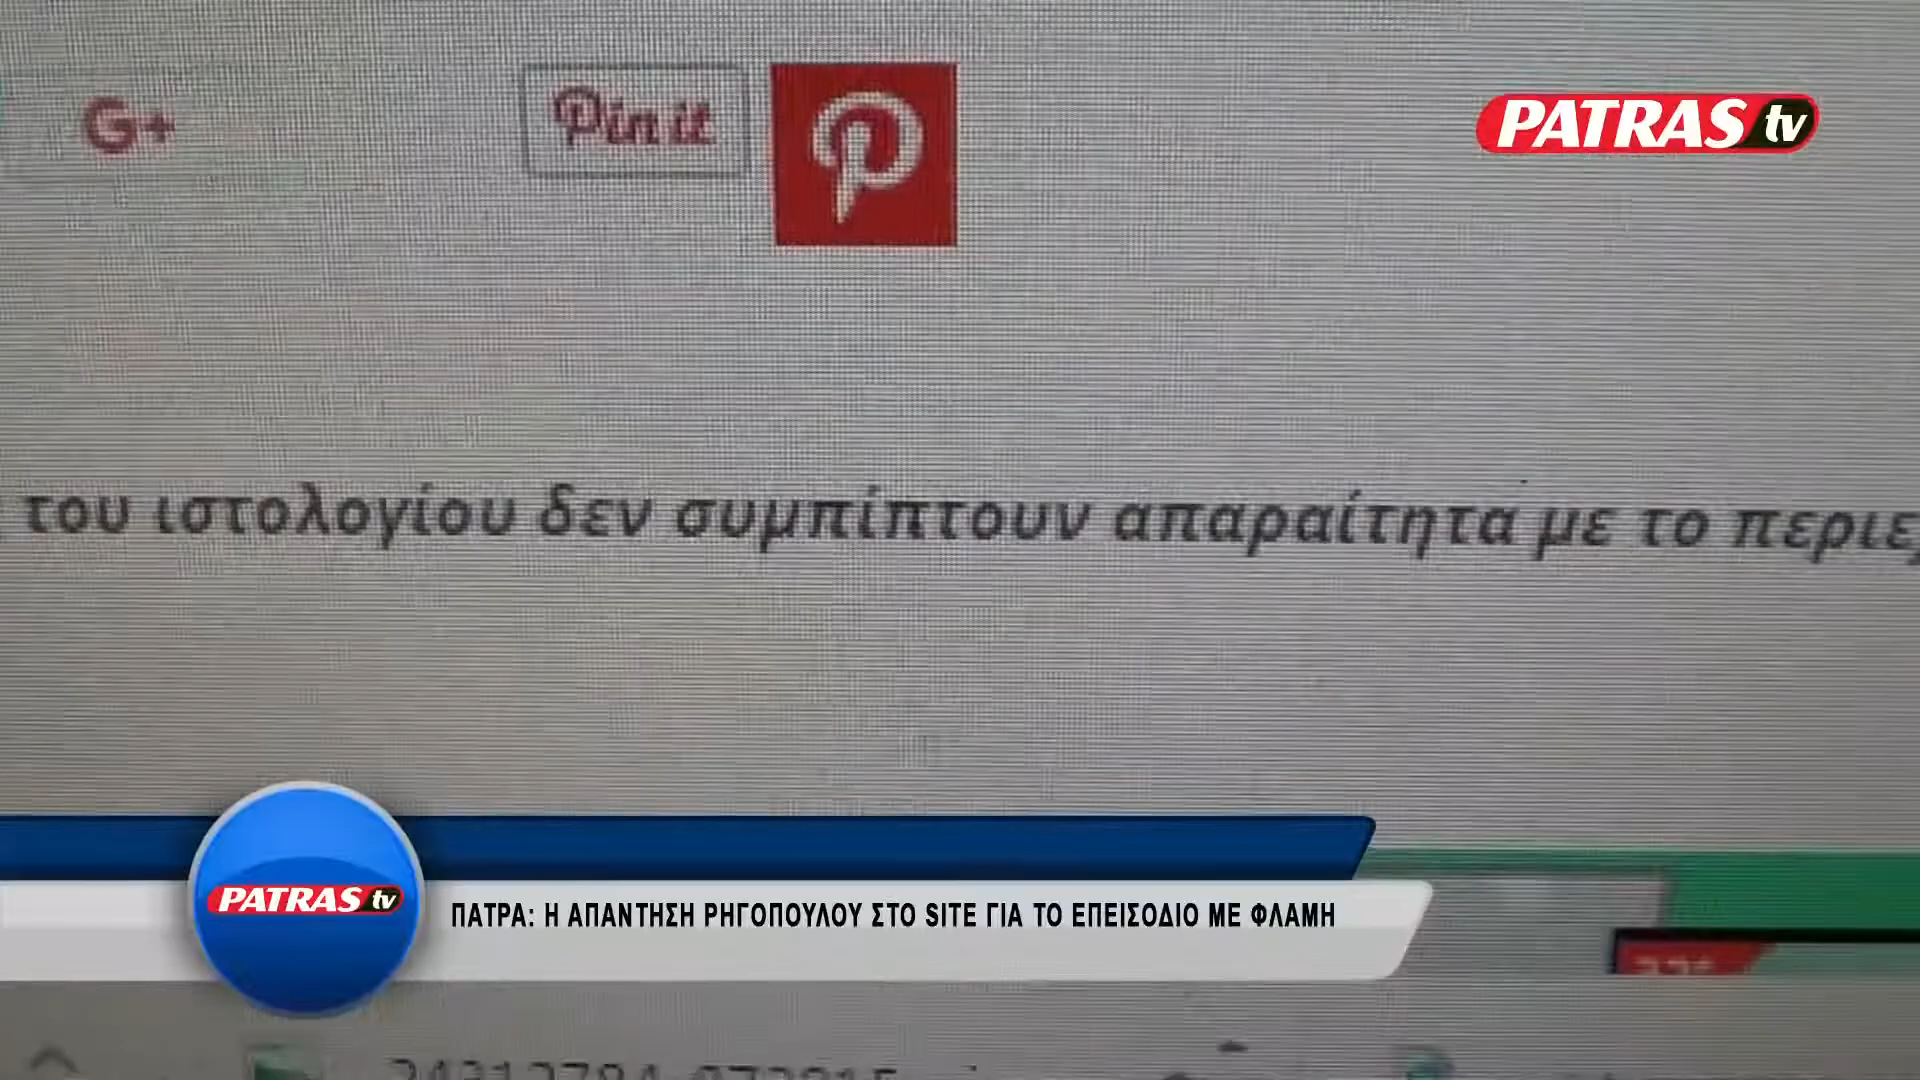 G+
Pin it
PATRAS tv
του ιστολογίου δεν συμπίπτουν απαραίτητα με το
PATRAS tv
ΠΑΤΡΑ: Η ΑΠΑΝΤΗΣΗ ΡΗΓΟΠΟΥΛΟΥ ΣΤΟ SITE ΓΙΑ ΤΟ ΕΠΕΙΣΟΔΙΟ ΜΕ ΦΛΑΜΗ